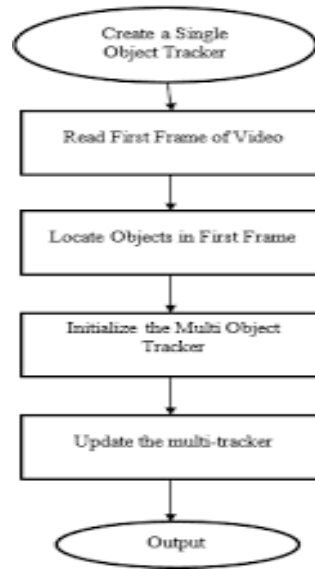 Create a Single
Object Tracker
Read First Frame of Video
Locate Objects in First Frame
Initialize the Multi Object
Tracker
Update the multi-tracker
Output